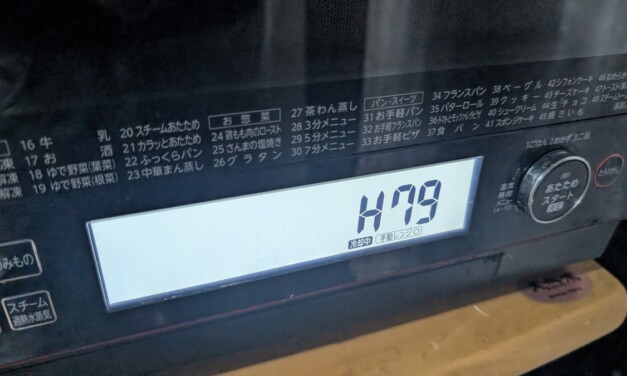 16 牛 乳
17 お 酒
18 ゆで野菜(葉菜)
19 ゆで野菜(根菜)
20 スチームあたため
21 カラッとあたため
22 ふっくらパン
23 中華まん蒸し
お 惣 菜
24 鶏もも肉のロースト
25 さんまの塩焼き
26 グ ラ タ ン
27 茶わん蒸し
28 3分メニュー
29 5分メニュー
30 7分メニュー
パン・スイーツ
31 お手軽パン
32 お手軽フランスパン
33 お手軽ピザ
34 フランスパン
35 バターロール
37 食 パ ン
38 ベ ー グ ル
39 ク ッ キ ー
40 シュークリーム
41 スポンジケーキ
42 シフォンケーキ
43 チーズケーキ
44 生 チ ョ コ
H79
冷却中 手動レンジ
あたため
スタート
決定
とりけし
のみもの
スチーム
過熱水蒸気